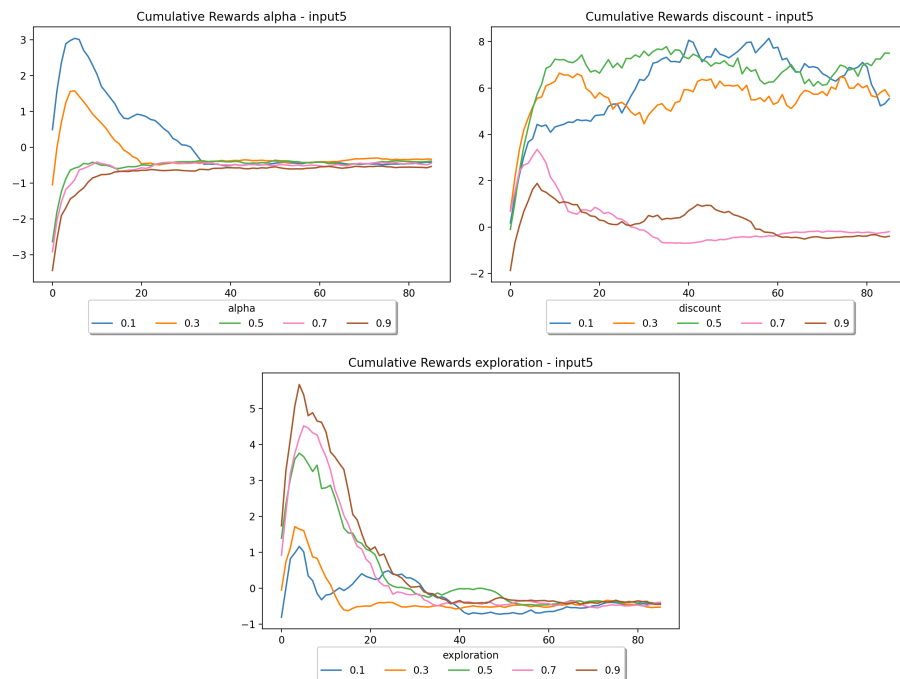 Cumulative Rewards alpha - input5
3
2
1
0
−1
−2
−3
0 20 40 60 80
alpha
0.1 0.3 0.5 0.7 0.9
Cumulative Rewards discount - input5
8
6
4
2
0
−2
0 20 40 60 80
discount
0.1 0.3 0.5 0.7 0.9
Cumulative Rewards exploration - input5
5
4
3
2
1
0
−1
0 20 40 60 80
exploration
0.1 0.3 0.5 0.7 0.9